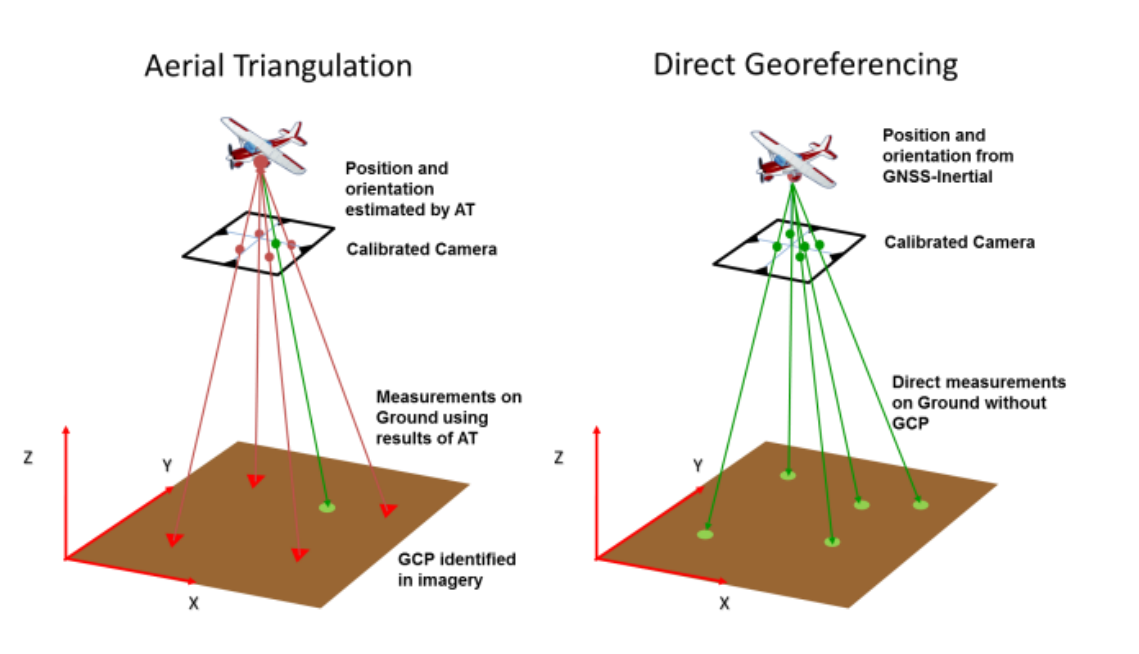 Aerial Triangulation
Position and
orientation
estimated by AT
Calibrated Camera
Measurements on
Ground using
results of AT
GCP identified
in imagery
Z
Y
X
Direct Georeferencing
Position and
orientation from
GNSS-Inertial
Calibrated Camera
Direct measurements
on Ground without
GCP
Z
Y
X